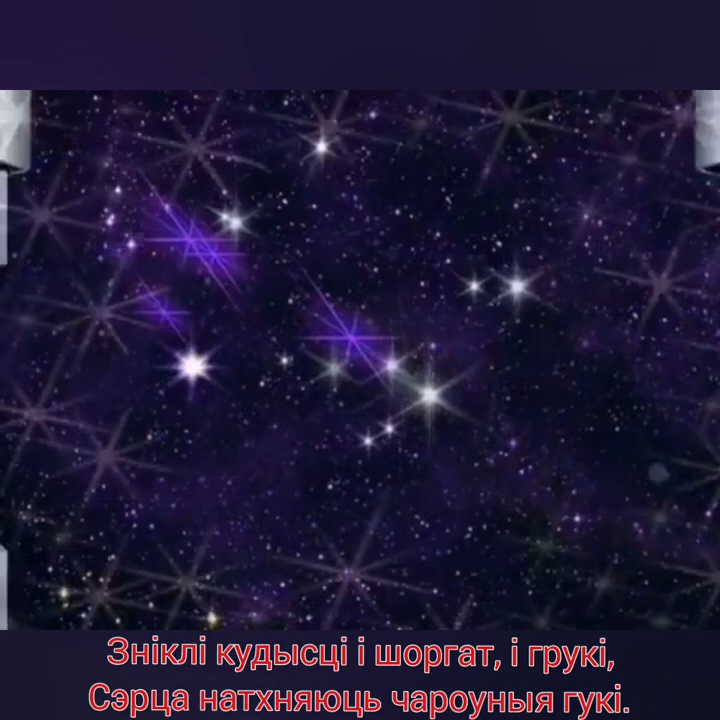 Зніклі кудысці і шоргат, і грукі,
Сэрца натхняюць чароуныя гукі.